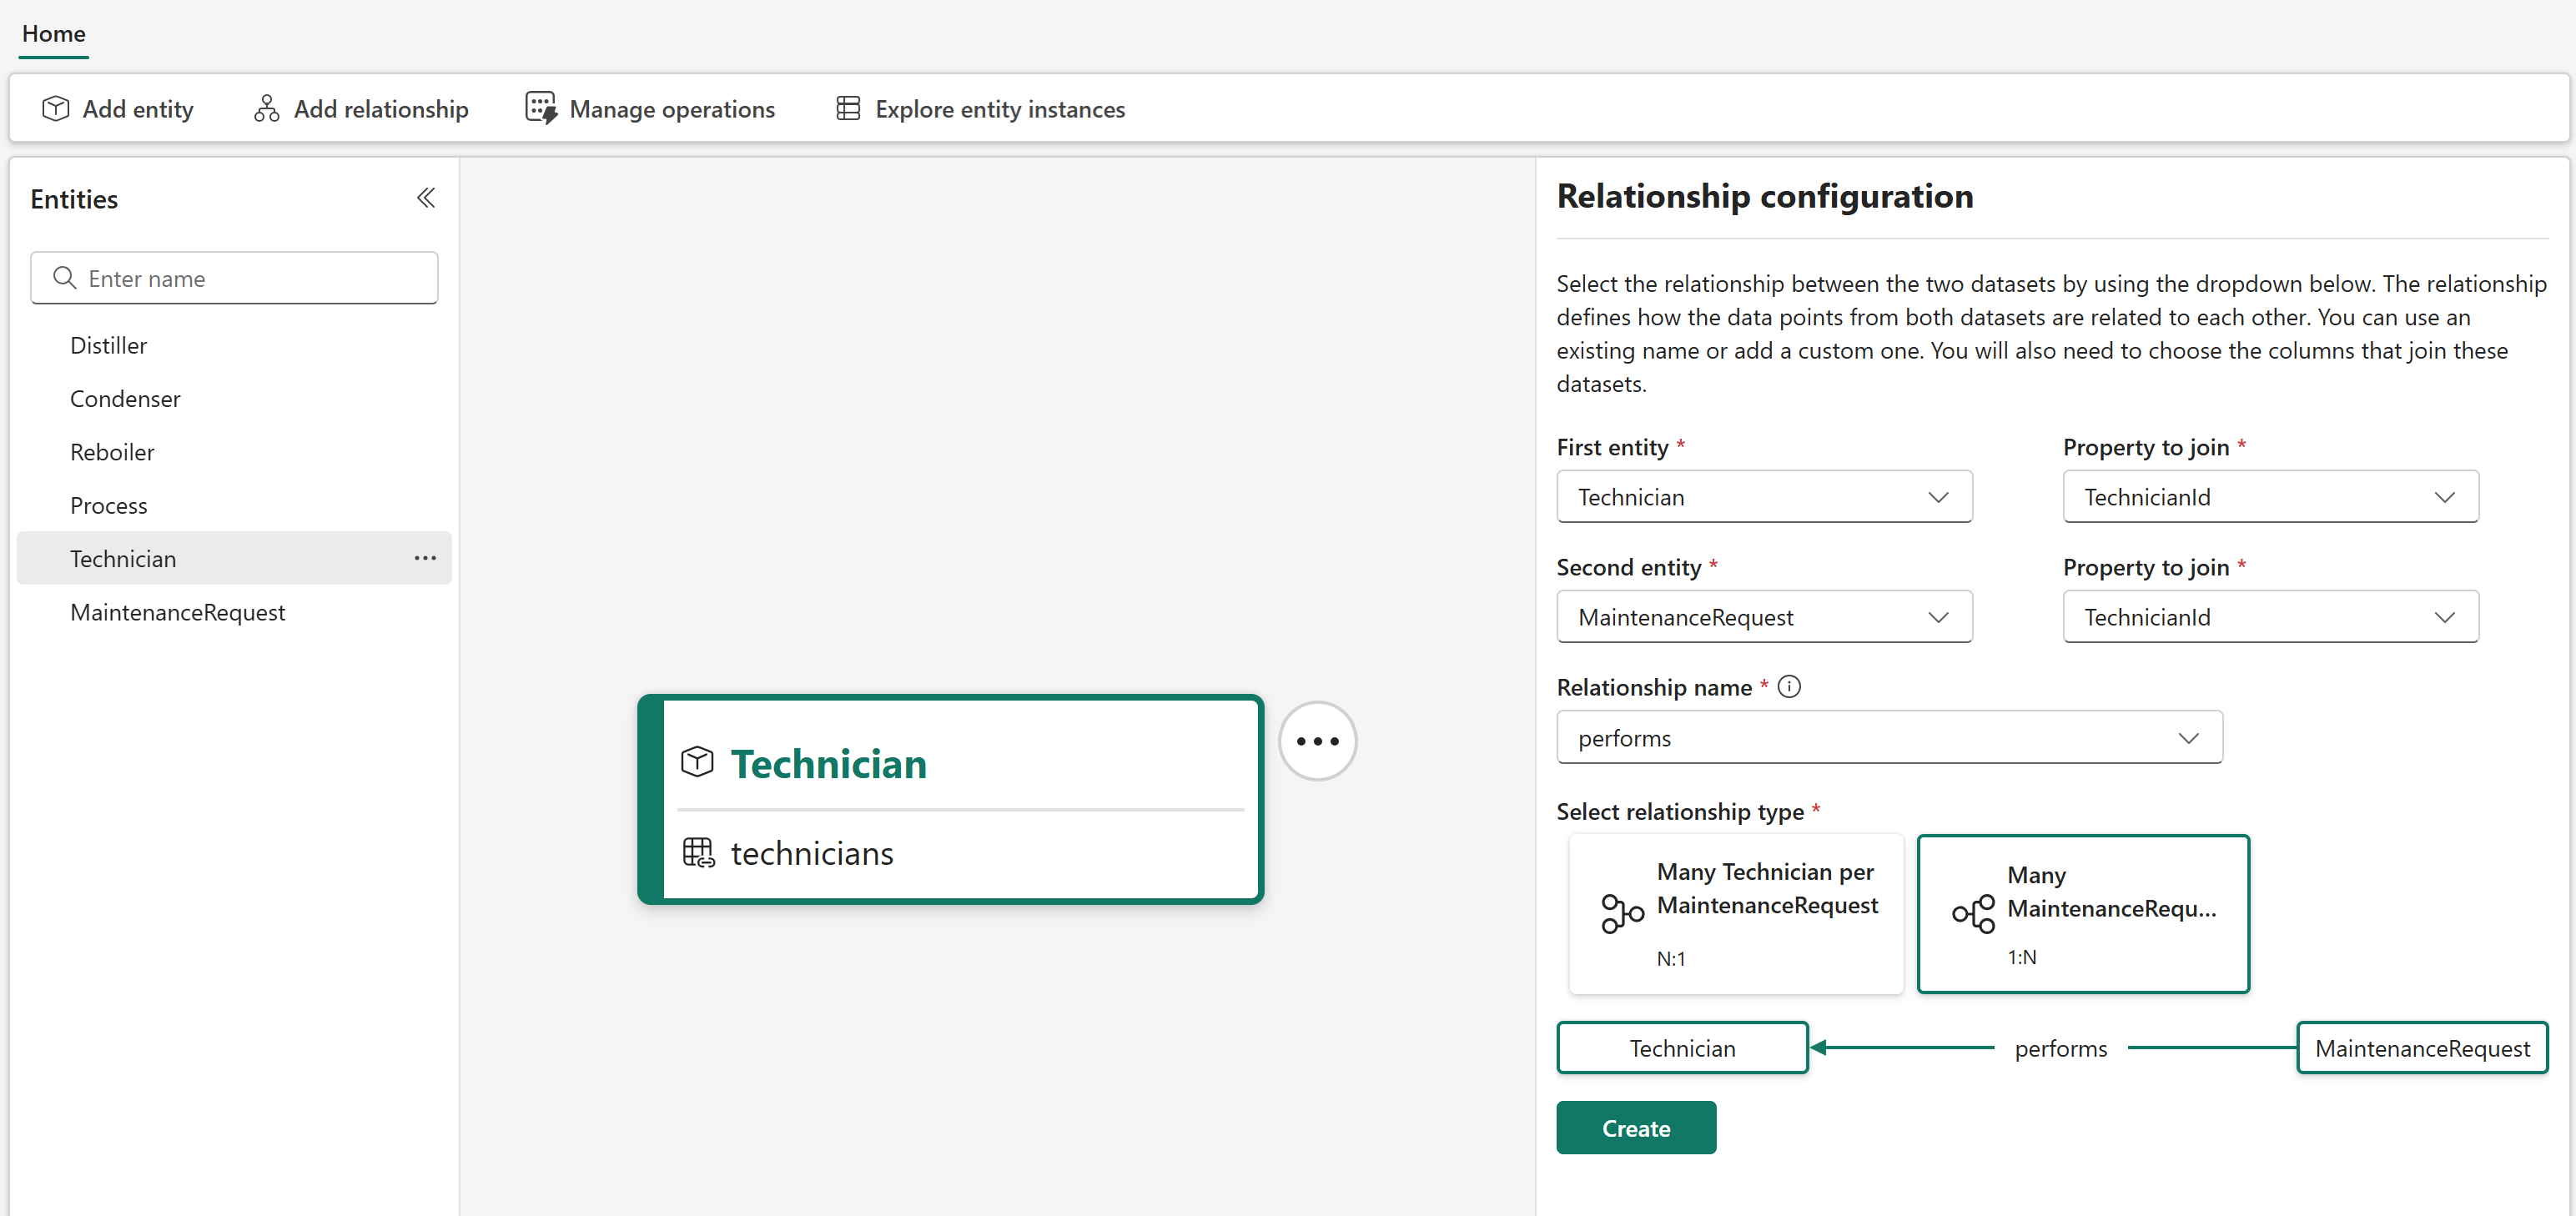 Home
Add entity
Add relationship
Manage operations
Explore entity instances
Entities
Enter name
Distiller
Condenser
Reboiler
Process
Technician
MaintenanceRequest
Technician
technicians
Relationship configuration
Select the relationship between the two datasets by using the dropdown below. The relationship
defines how the data points from both datasets are related to each other. You can use an
existing name or add a custom one. You will also need to choose the columns that join these
datasets.
First entity *
Property to join *
Technician
TechnicianId
Second entity *
Property to join *
MaintenanceRequest
TechnicianId
Relationship name *
performs
Select relationship type *
Many Technician per
MaintenanceRequest
N:1
Many
MaintenanceRequ...
1:N
Technician
performs
MaintenanceRequest
Create